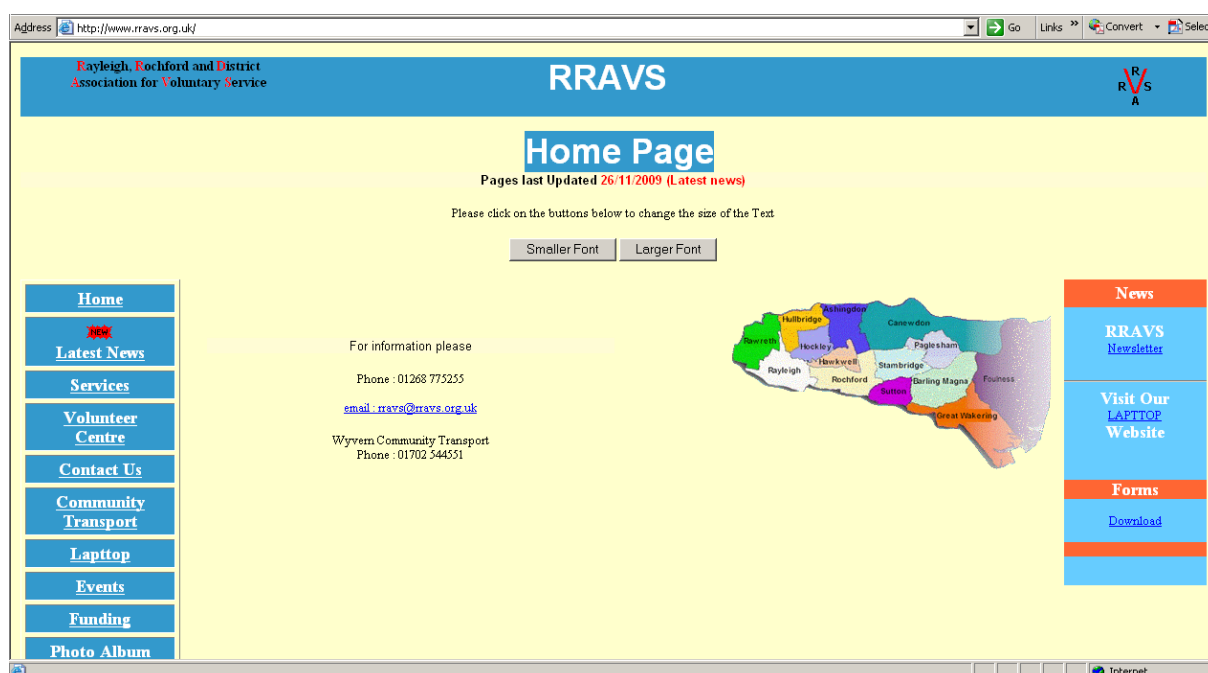 Address http://www.rravs.org.uk/ Go Links » Convert Selec
Rayleigh, Rochford and District
Association for Voluntary Service
RRAVS
R
R S
A
Home Page
Pages last Updated 26/11/2009 (Latest news)
Please click on the buttons below to change the size of the Text
Smaller Font Larger Font
Home
NEW
Latest News
Services
Volunteer
Centre
Contact Us
Community
Transport
Lapttop
Events
Funding
Photo Album
For information please
Phone : 01268 775255
email : rravs@rravs.org.uk
Wyvern Community Transport
Phone : 01702 544551
Ashingdon
Hullbridge
Canewdon
Rawreth
Hockley
Paglesham
Hawkwell
Stambridge
Rayleigh
Rochford
Barling Magna
Foulness
Sutton
Great Wakering
News
RRAVS
Newsletter
Visit Our
LAPTTOP
Website
Forms
Download
Internet